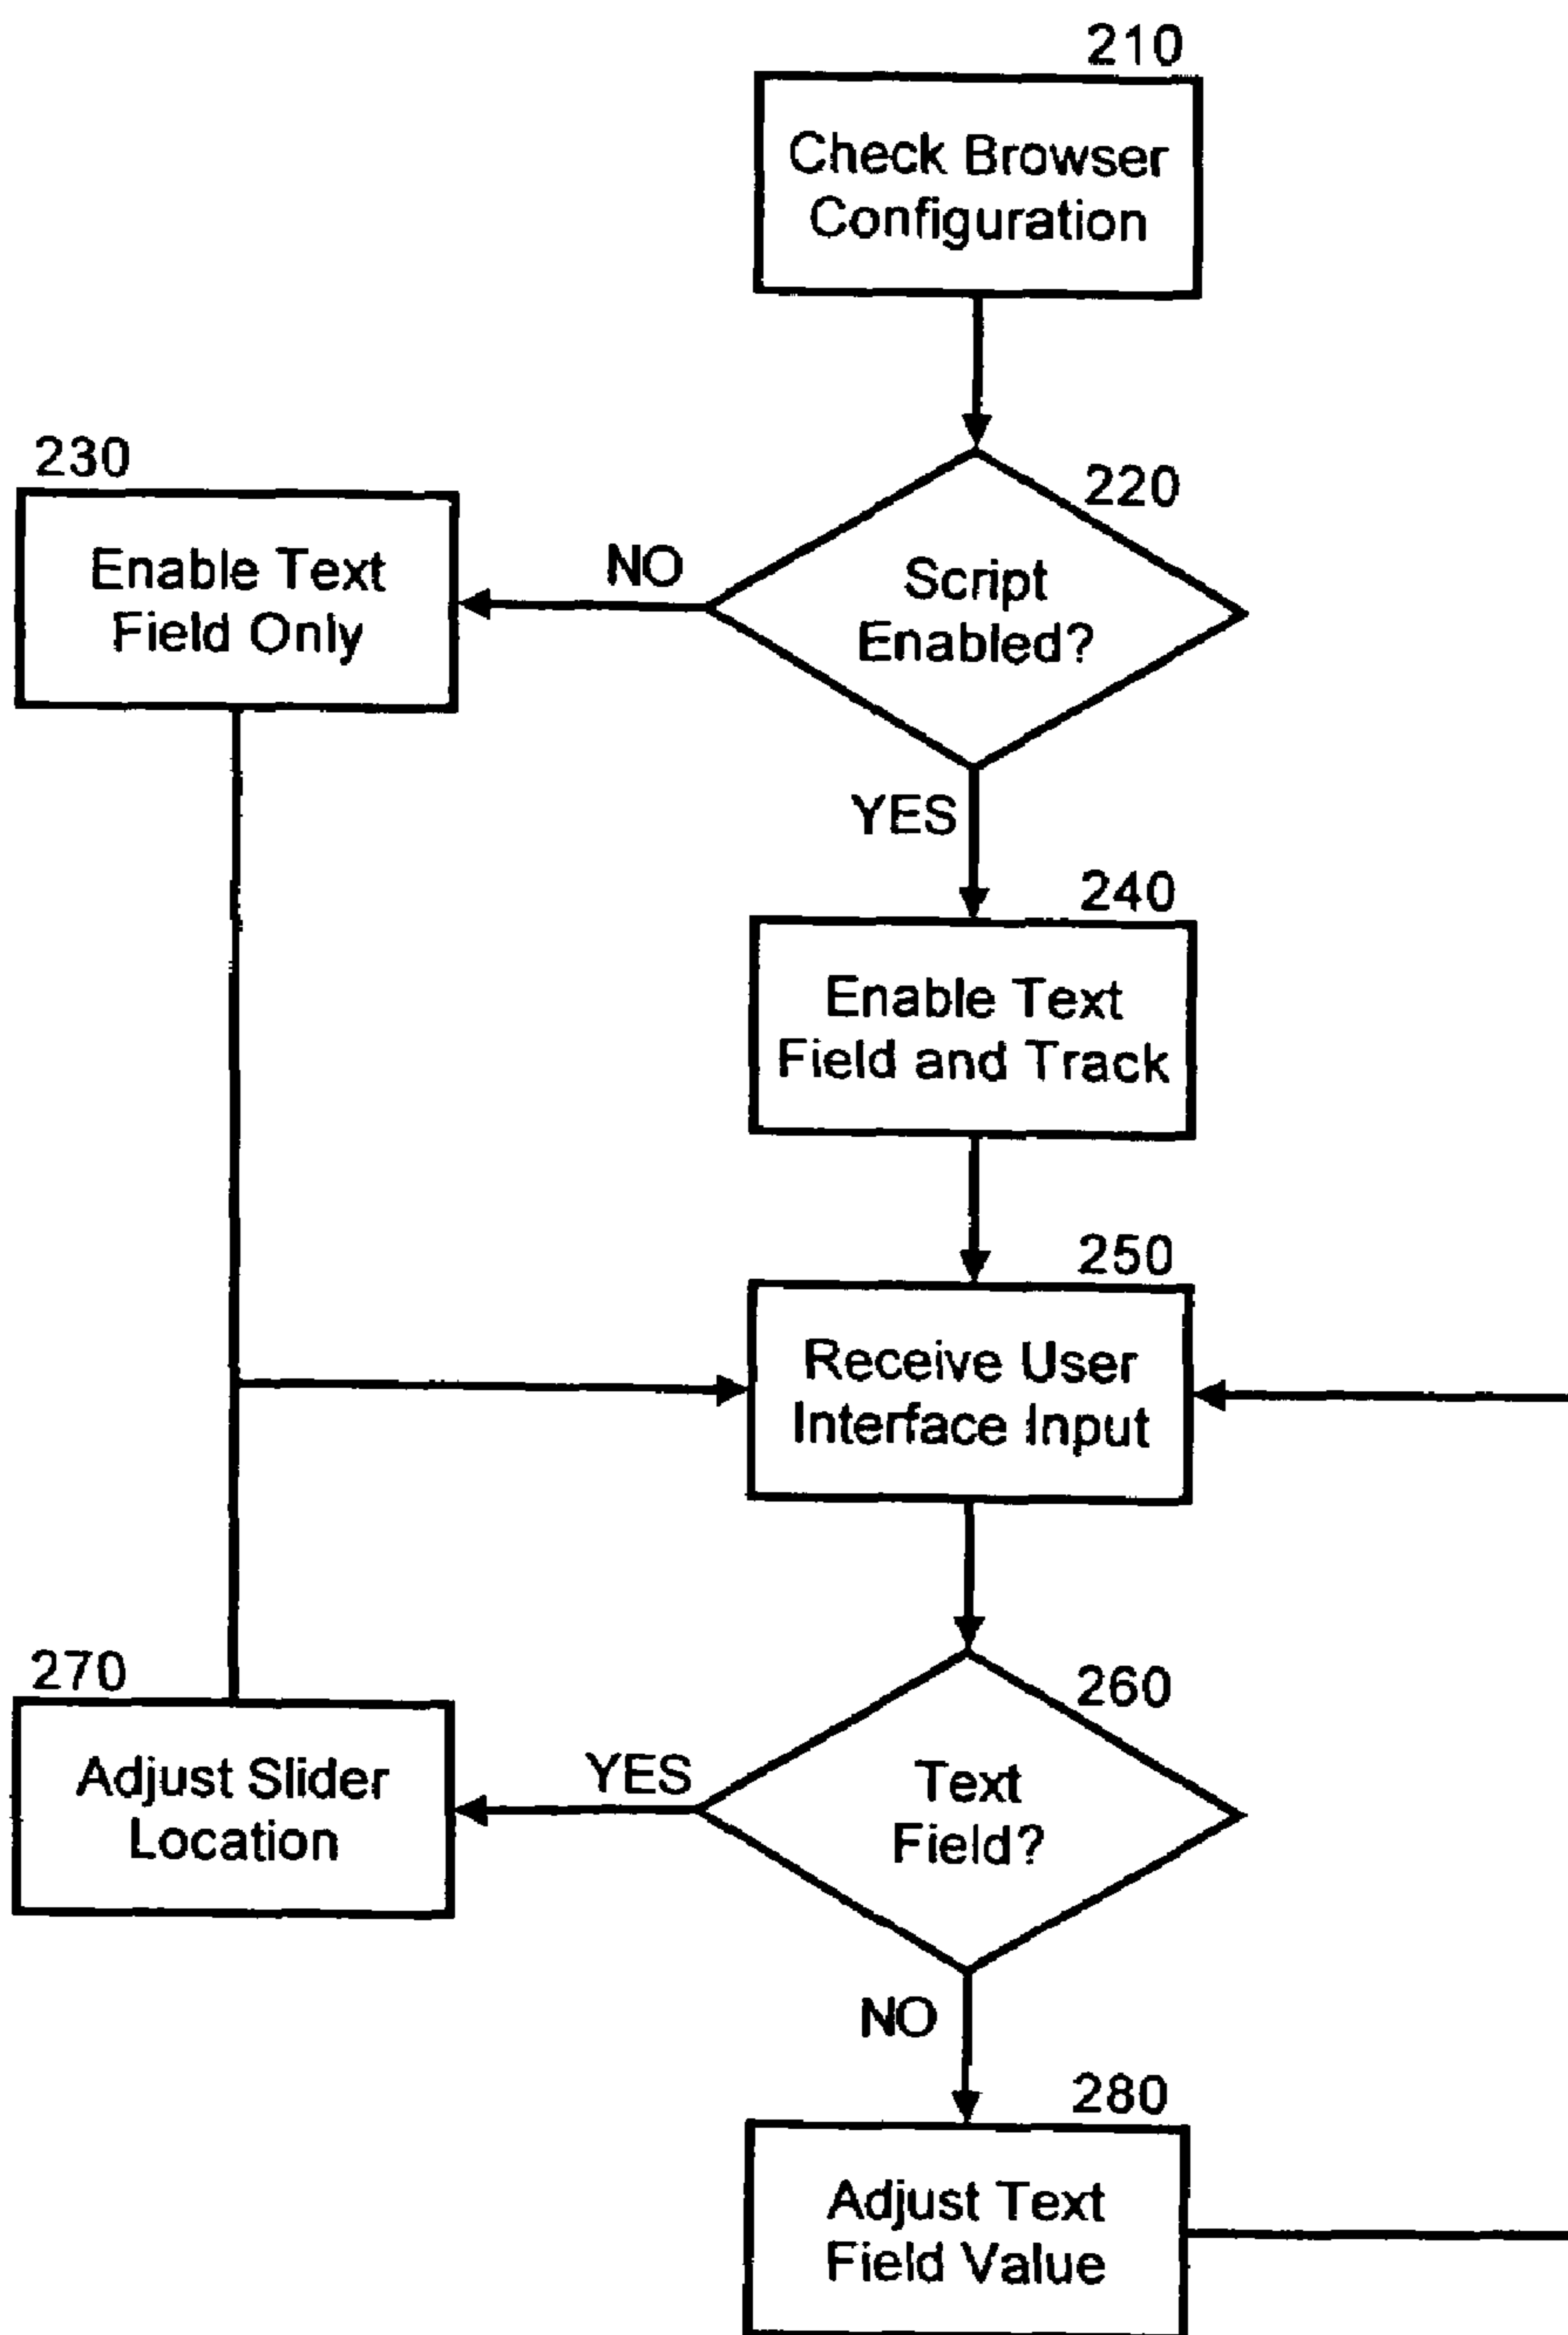 210
Check Browser
Configuration
220
Script
Enabled?
NO
230
Enable Text
Field Only
YES
240
Enable Text
Field and Track
250
Receive User
Interface Input
260
Text
Field?
YES
270
Adjust Slider
Location
NO
280
Adjust Text
Field Value